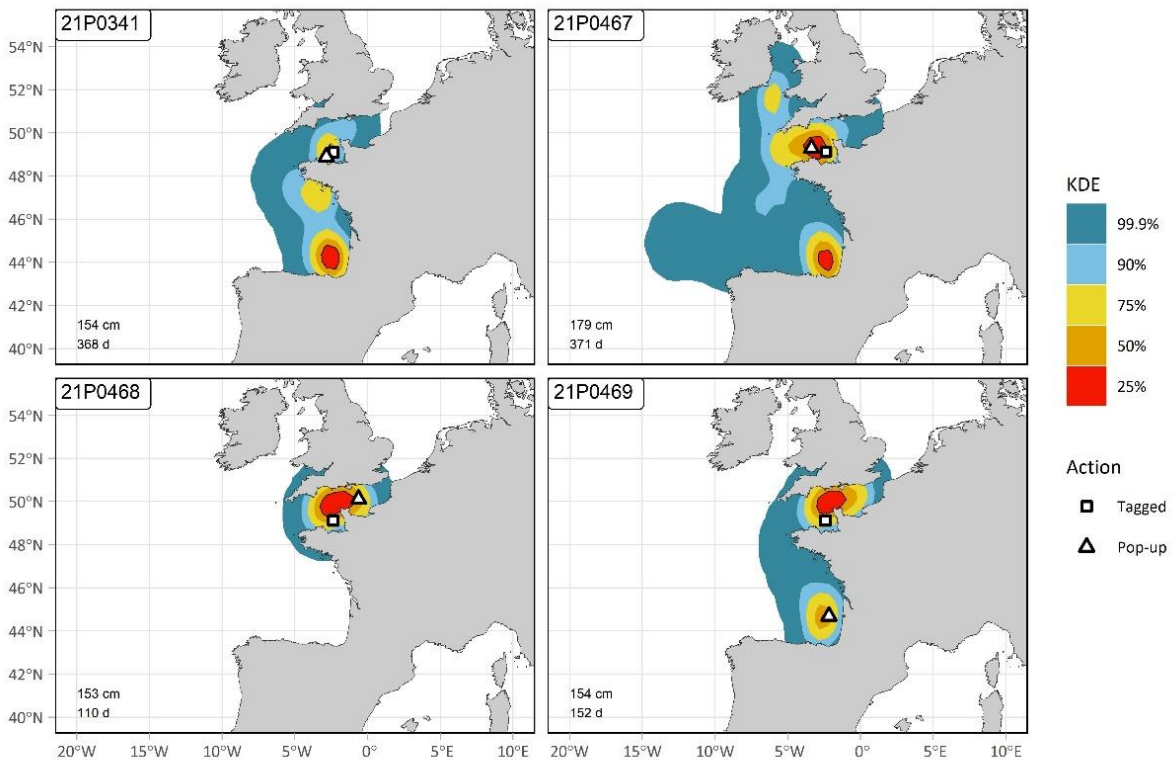 21P0341
21P0467
54°N
52°N
50°N
48°N
46°N
44°N
42°N
40°N
154 cm
368 d
179 cm
371 d
21P0468
21P0469
54°N
52°N
50°N
48°N
46°N
44°N
42°N
40°N
153 cm
110 d
154 cm
152 d
20°W 15°W 10°W 5°W 0°E 5°E 10°E
20°W 15°W 10°W 5°W 0°E 5°E 10°E
KDE
99.9%
90%
75%
50%
25%
Action
Tagged
Pop-up